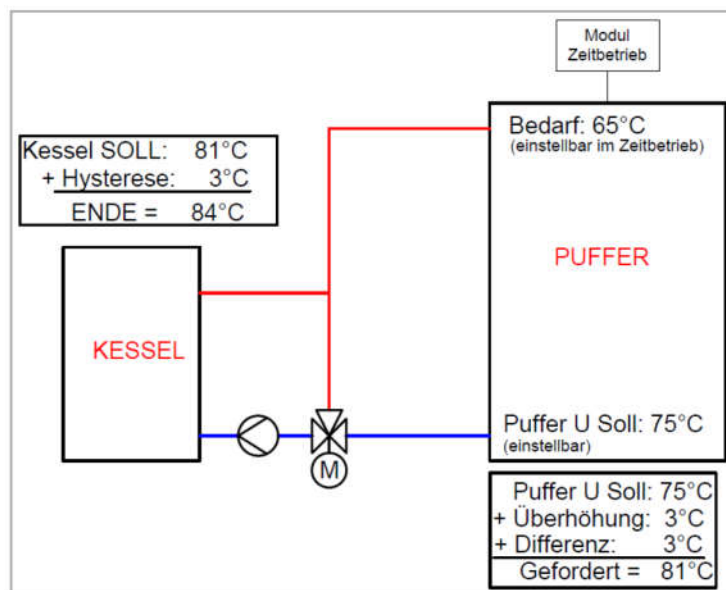 Modul
Zeitbetrieb
Kessel SOLL: 81°C
+ Hysterese: 3°C
ENDE = 84°C
Bedarf: 65°C
(einstellbar im Zeitbetrieb)
PUFFER
KESSEL
M
Puffer U Soll: 75°C
(einstellbar)
Puffer U Soll: 75°C
+ Überhöhung: 3°C
+ Differenz: 3°C
Gefordert = 81°C